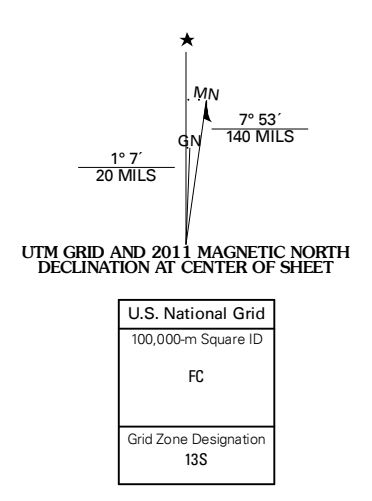 MN
GN
7° 53´
140 MILS
1° 7´
20 MILS
UTM GRID AND 2011 MAGNETIC NORTH
DECLINATION AT CENTER OF SHEET
U.S. National Grid
100,000-m Square ID
FC
Grid Zone Designation
13S